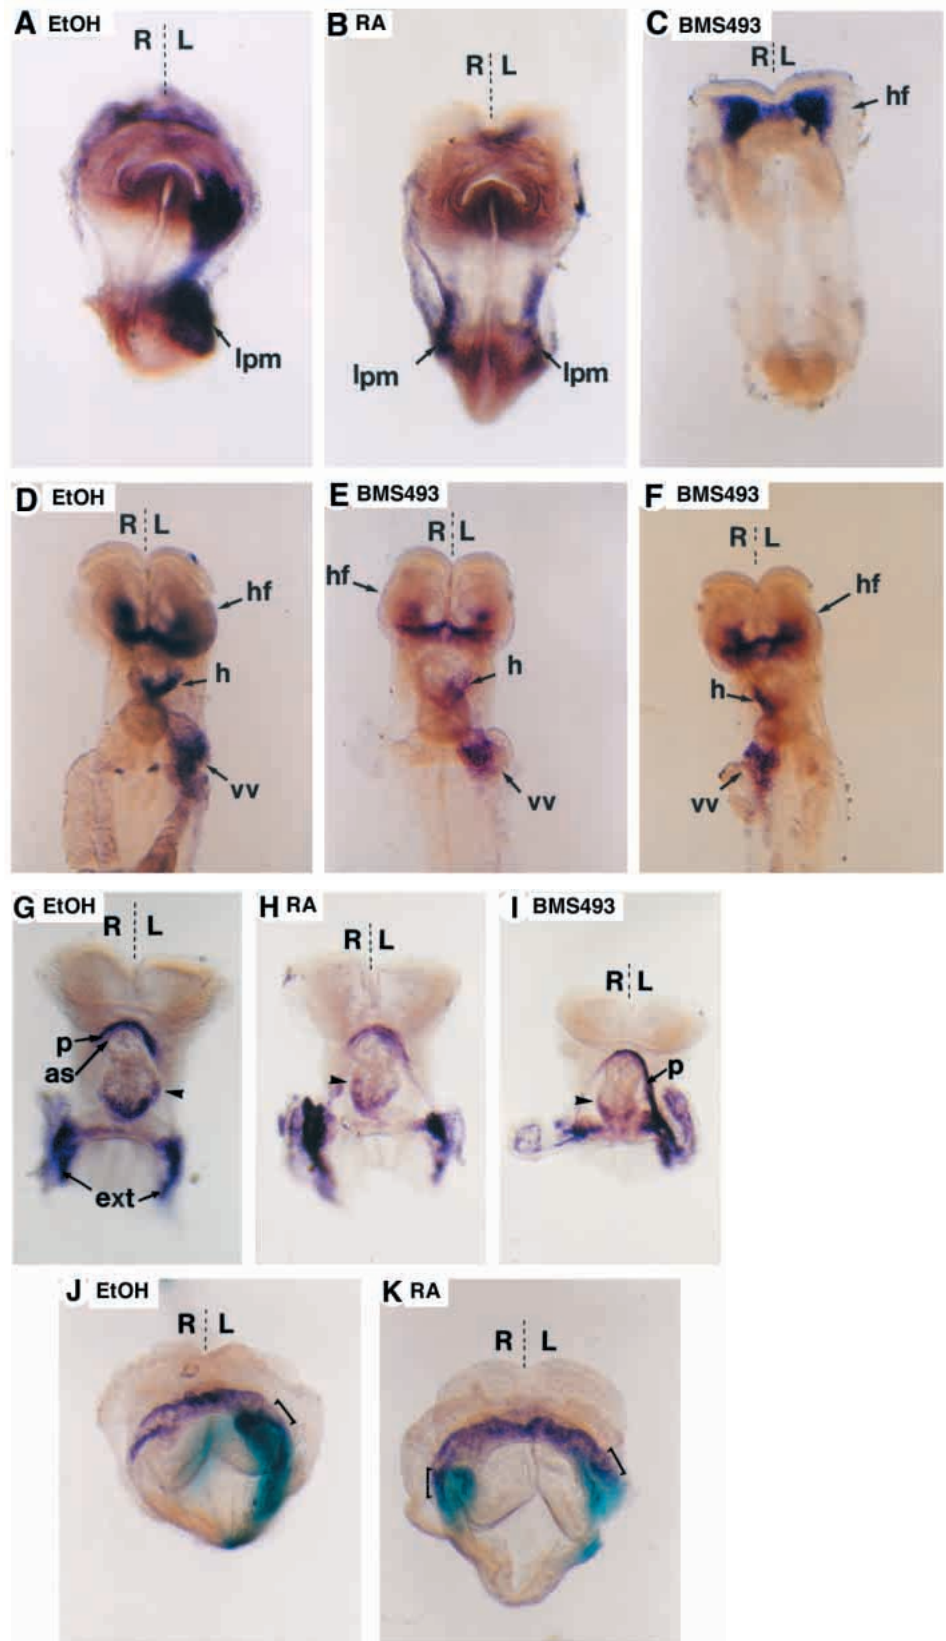 A EtOH
R L
lpm
B RA
R L
lpm lpm
C BMS493
R L
hf
D EtOH
R L
hf
h
vv
E BMS493
R L
hf
h
vv
F BMS493
R L
hf
h
vv
G EtOH
R L
p
as
ext
H RA
R L
I BMS493
R L
p
J EtOH
R L
K RA
R L